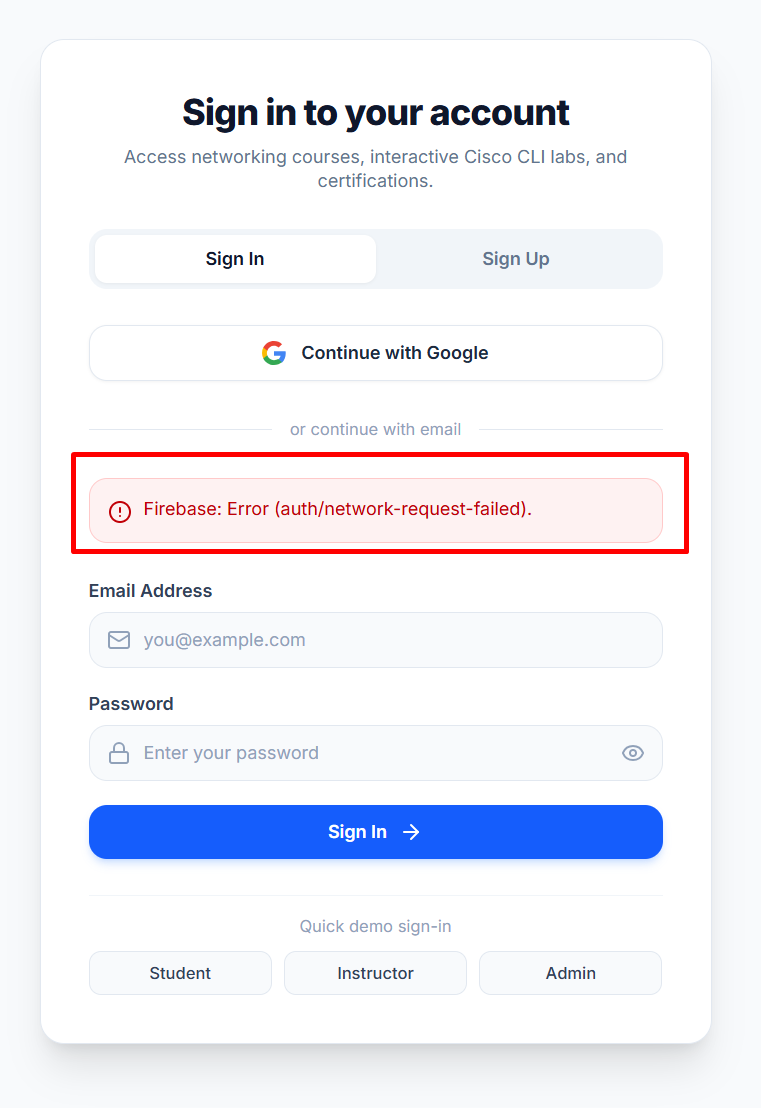 Sign in to your account
Access networking courses, interactive Cisco CLI labs, and
certifications.
Sign In
Sign Up
Continue with Google
or continue with email
Firebase: Error (auth/network-request-failed).
Email Address
you@example.com
Password
Enter your password
Sign In
Quick demo sign-in
Student
Instructor
Admin